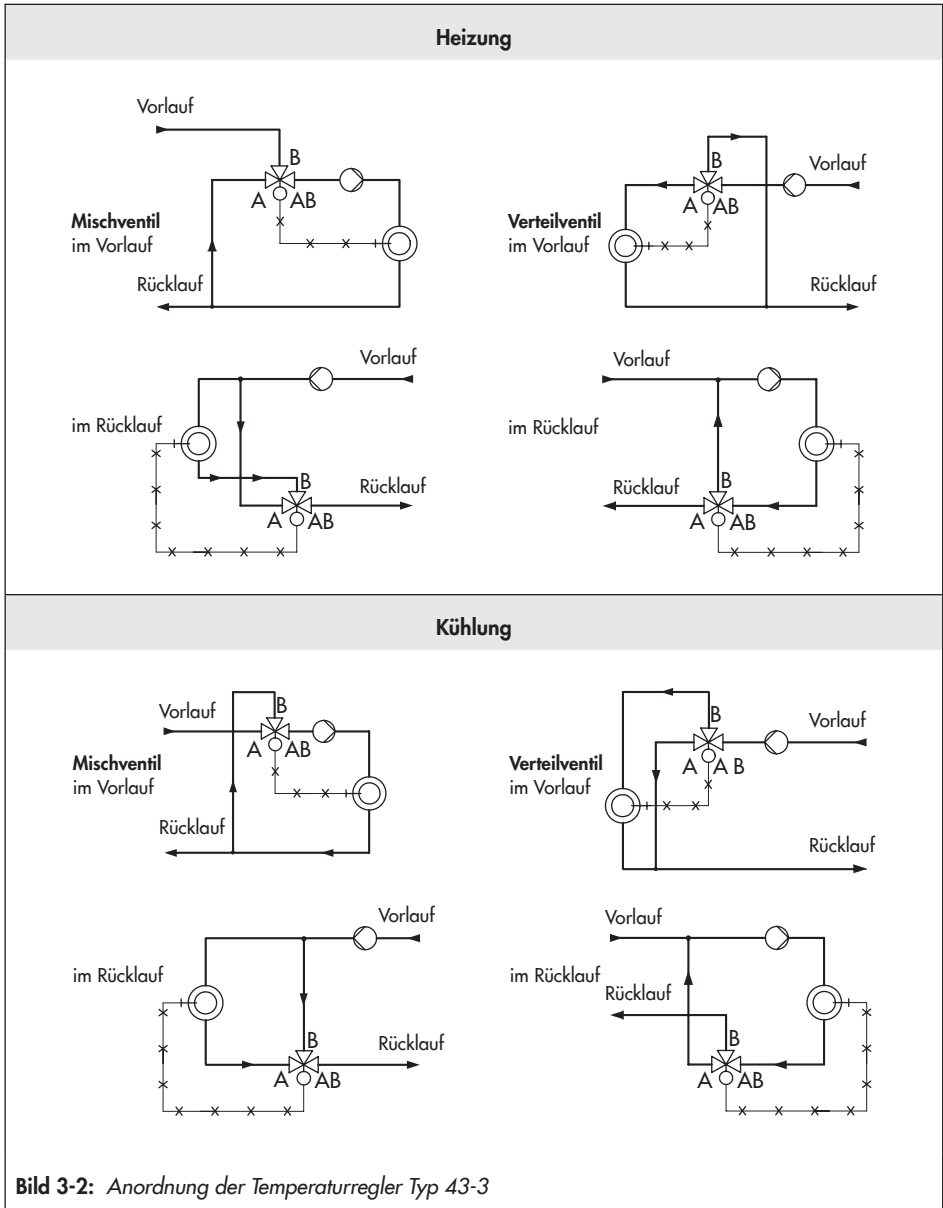 Heizung
Vorlauf
B
A AB
Mischventil
im Vorlauf
Rücklauf
B
Vorlauf
A AB
Verteilventil
im Vorlauf
Rücklauf
Vorlauf
im Rücklauf
B
Rücklauf
A AB
Vorlauf
im Rücklauf
B
Rücklauf
A AB
Kühlung
B
Vorlauf
A AB
Mischventil
im Vorlauf
Rücklauf
B
Vorlauf
A A B
Verteilventil
im Vorlauf
Rücklauf
Vorlauf
im Rücklauf
B
Rücklauf
A AB
Vorlauf
im Rücklauf
Rücklauf
B
A AB
Bild 3-2: Anordnung der Temperaturregler Typ 43-3